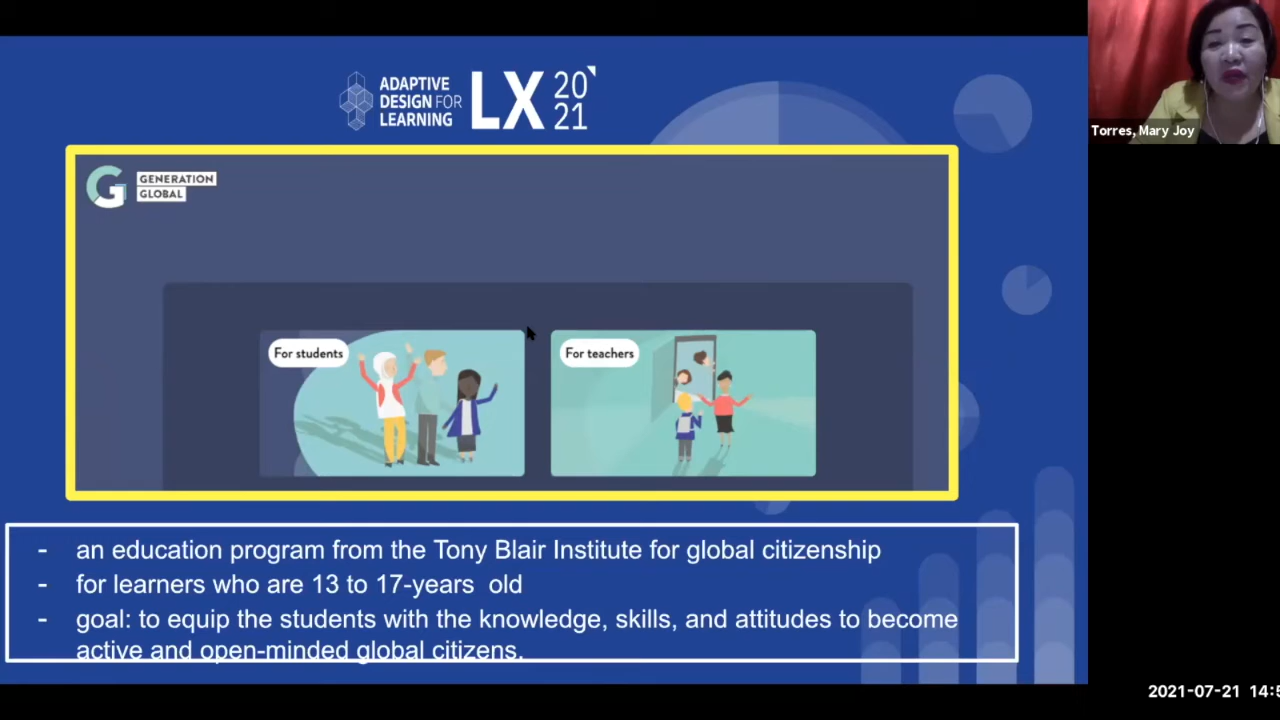 ADAPTIVE
DESIGN FOR
LEARNING
LX
20
21
Torres, Mary Joy
G
GENERATION
GLOBAL
For students
For teachers
- an education program from the Tony Blair Institute for global citizenship
- for learners who are 13 to 17-years old
- goal: to equip the students with the knowledge, skills, and attitudes to become
active and open-minded global citizens.
2021-07-21 14:5